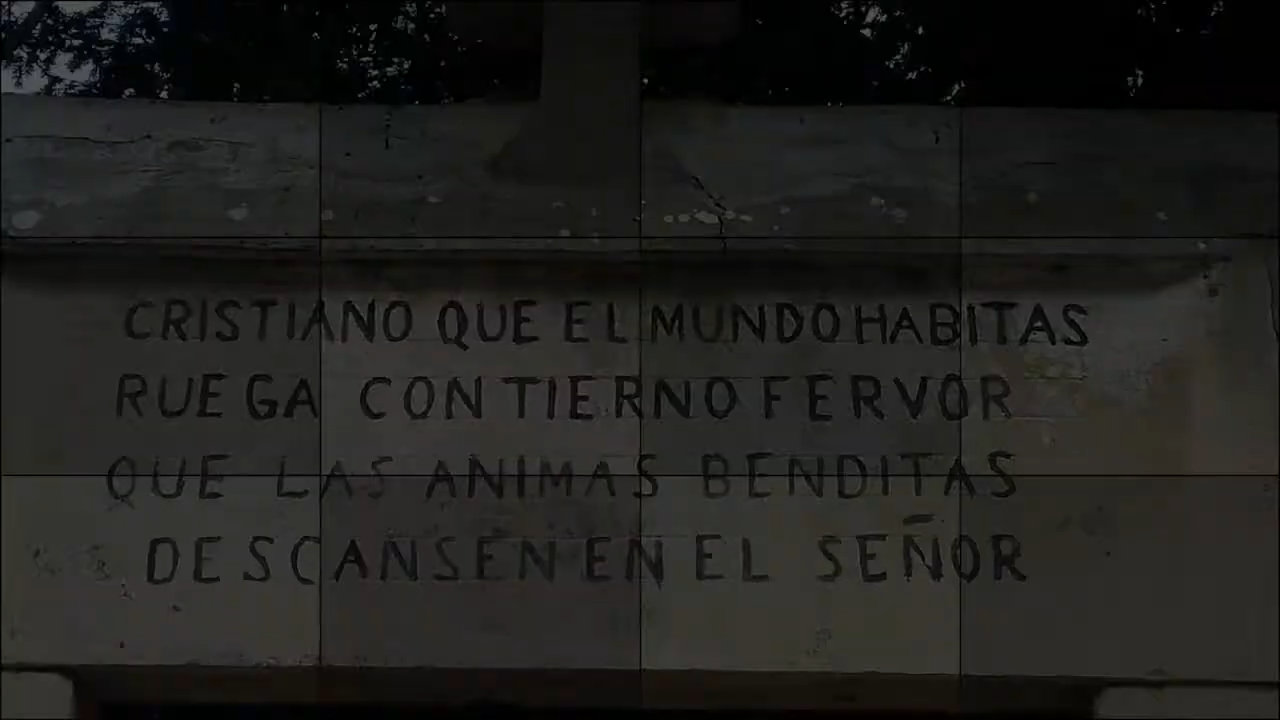 CRISTIANO QUE EL MUNDO HABITAS
RUEGA CON TIERNO FERVOR
QUE LAS ANIMAS BENDITAS
DESCANSEN EN EL SEÑOR